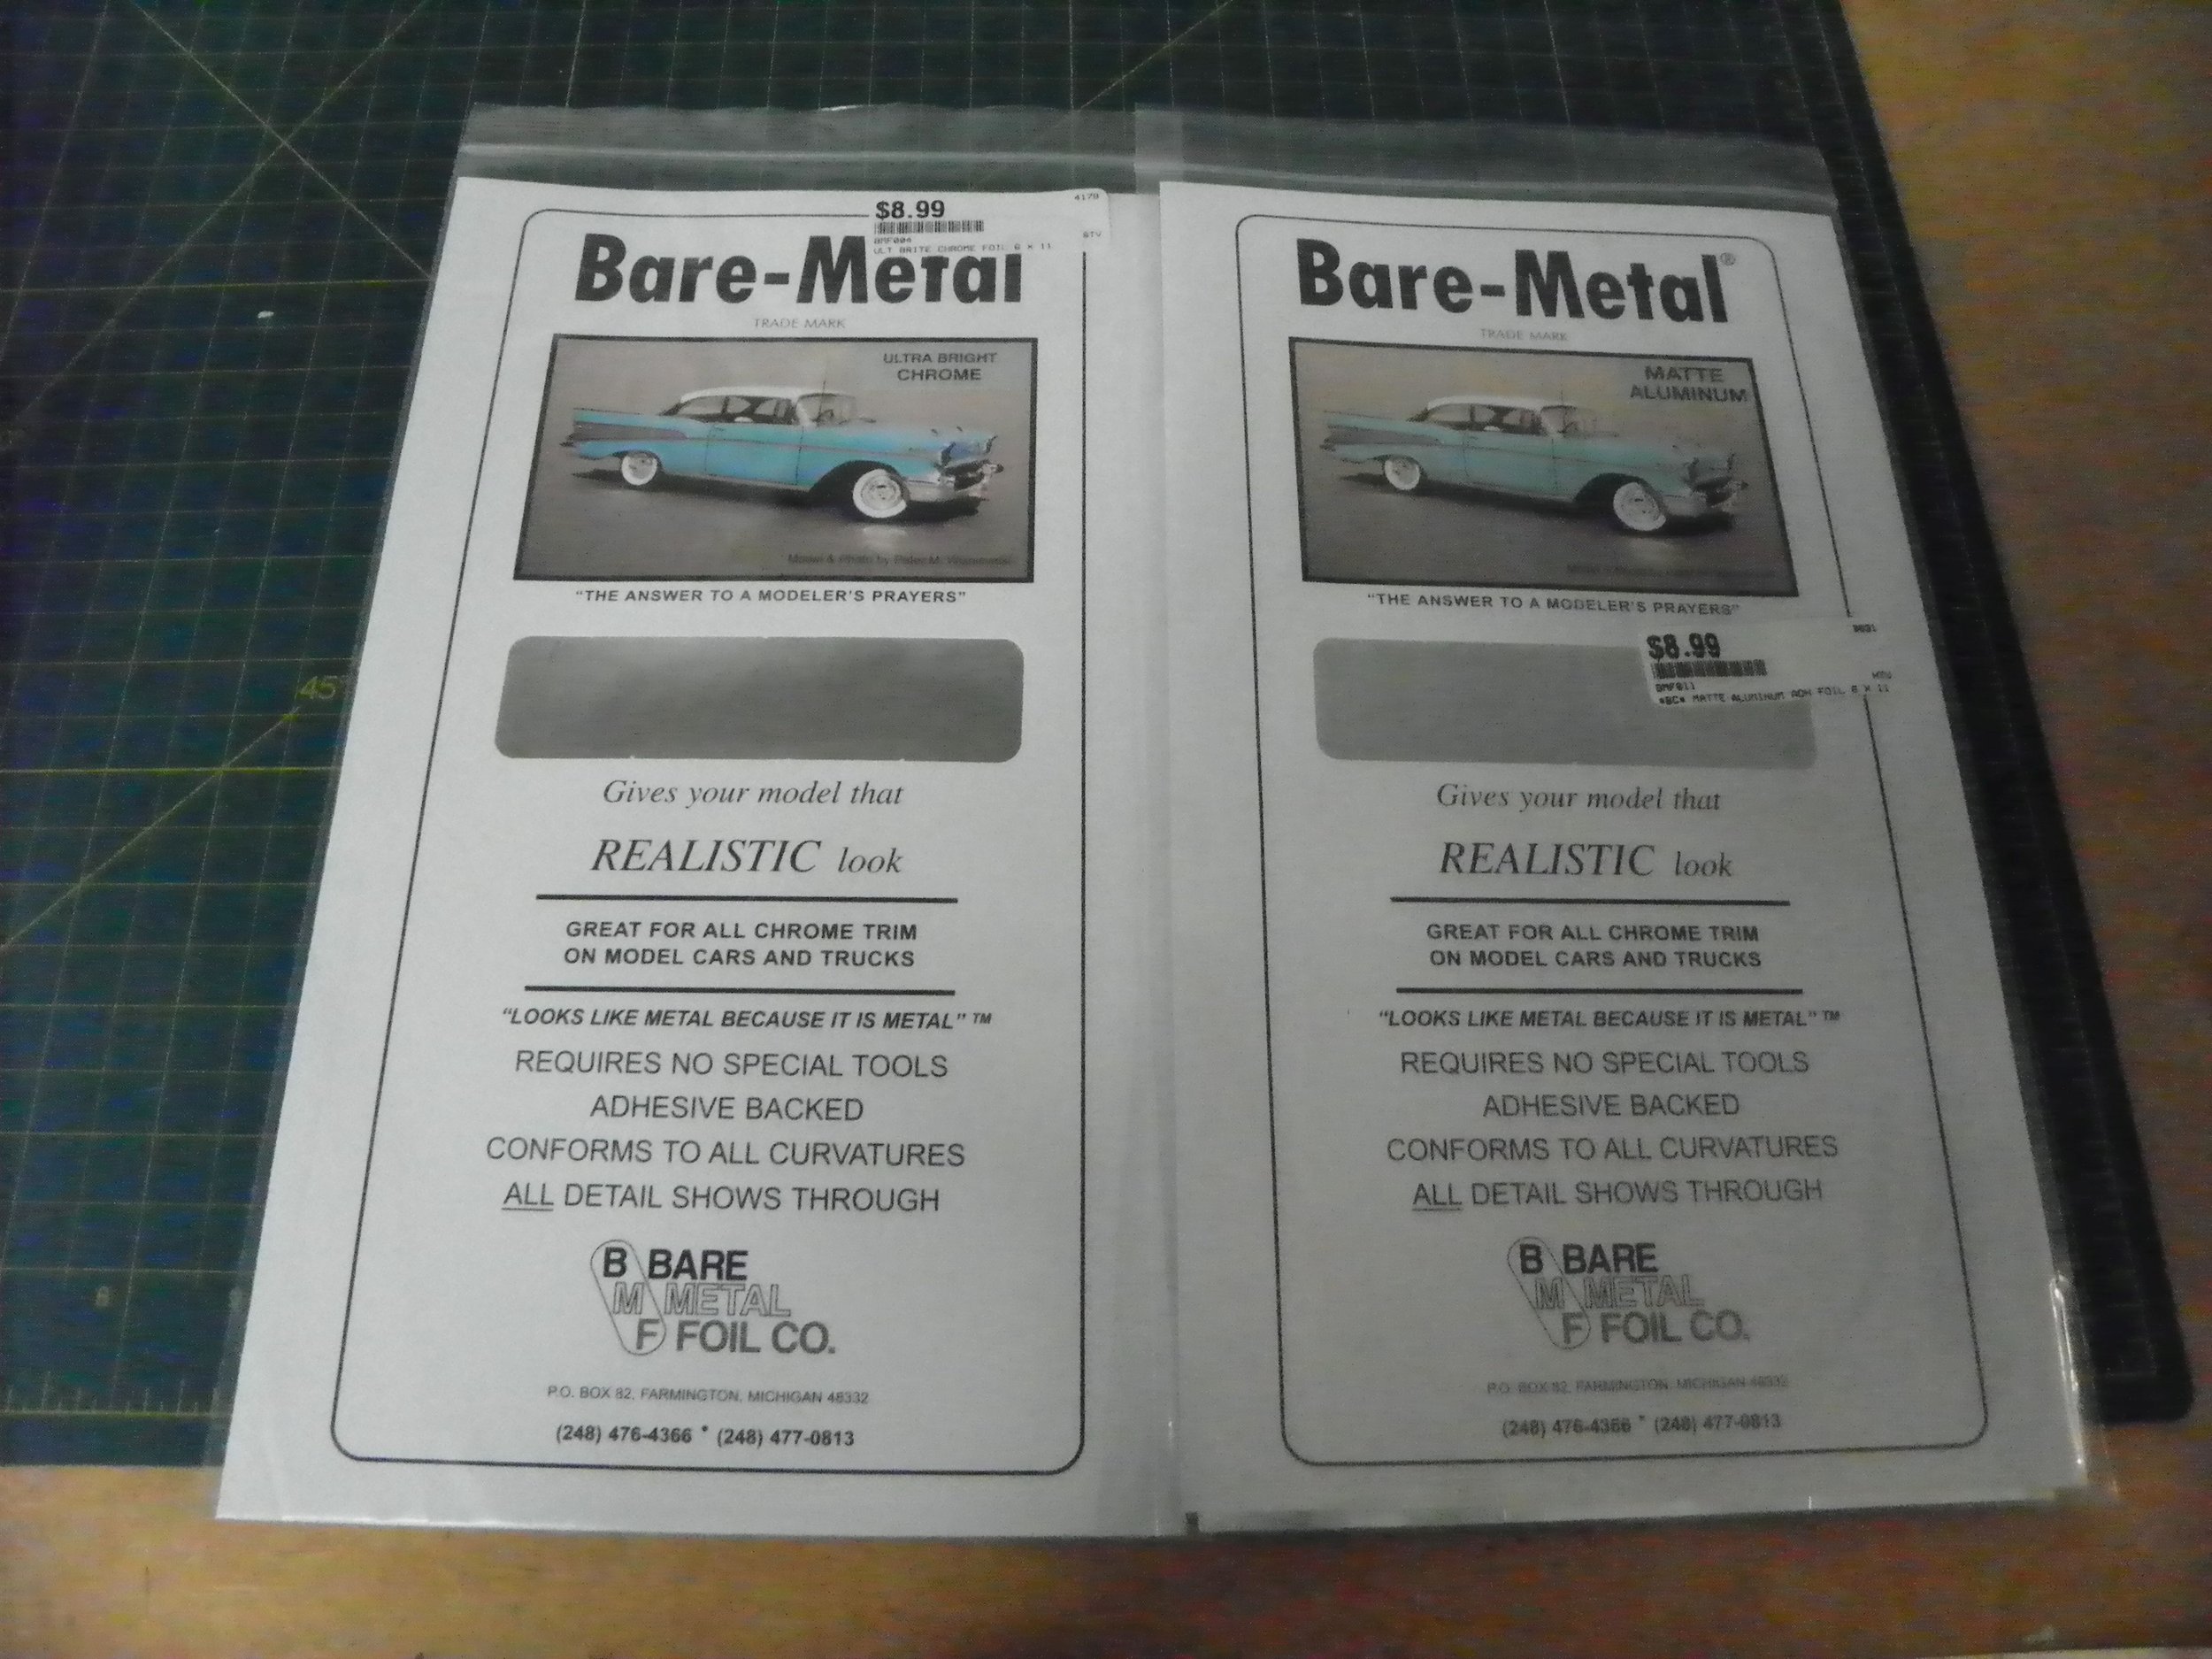 $8.99
4179
BMF004
STV
ULT BRITE CHROME FOIL 6 X 11
Bare-Metal
TRADE MARK
ULTRA BRIGHT
CHROME
Model & Photo by Peter M.
"THE ANSWER TO A MODELER'S PRAYERS"
Gives your model that
REALISTIC look
GREAT FOR ALL CHROME TRIM
ON MODEL CARS AND TRUCKS
"LOOKS LIKE METAL BECAUSE IT IS METAL" ™
REQUIRES NO SPECIAL TOOLS
ADHESIVE BACKED
CONFORMS TO ALL CURVATURES
ALL DETAIL SHOWS THROUGH
B BARE
M METAL
F FOIL CO.
P.O. BOX 82, FARMINGTON, MICHIGAN 48332
(248) 476-4366 * (248) 477-0813
Bare-Metal®
TRADE MARK
MATTE
ALUMINUM
"THE ANSWER TO A MODELER'S PRAYERS"
$8.99
BMF011
*BC* MATTE ALUMINUM ADH FOIL 6 X 11
Gives your model that
REALISTIC look
GREAT FOR ALL CHROME TRIM
ON MODEL CARS AND TRUCKS
"LOOKS LIKE METAL BECAUSE IT IS METAL" ™
REQUIRES NO SPECIAL TOOLS
ADHESIVE BACKED
CONFORMS TO ALL CURVATURES
ALL DETAIL SHOWS THROUGH
B BARE
M METAL
F FOIL CO.
P.O. BOX 82, FARMINGTON, MICHIGAN 48332
(248) 476-4366 * (248) 477-0813
45°
8